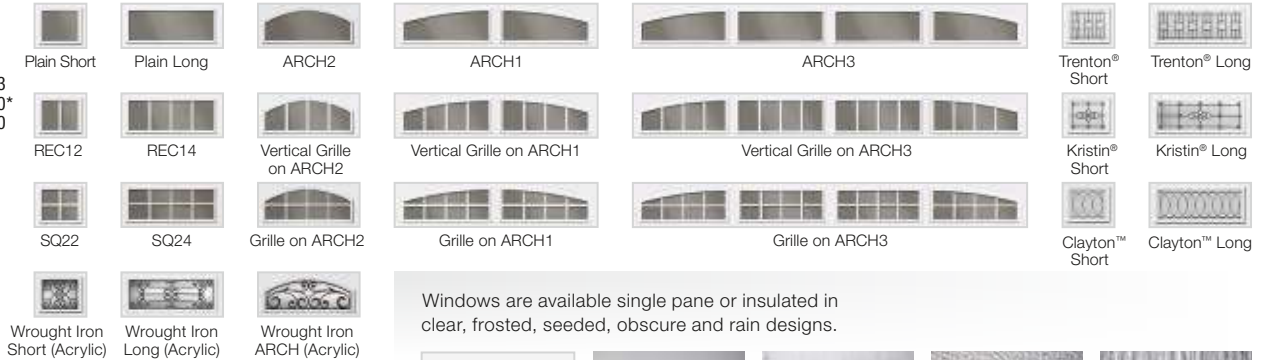 Plain Short
Plain Long
ARCH2
ARCH1
ARCH3
Trenton®
Short
Trenton® Long
3
0*
0
REC12
REC14
Vertical Grille
on ARCH2
Vertical Grille on ARCH1
Vertical Grille on ARCH3
Kristin®
Short
Kristin® Long
SQ22
SQ24
Grille on ARCH2
Grille on ARCH1
Grille on ARCH3
Clayton™
Short
Clayton™ Long
Wrought Iron
Short (Acrylic)
Wrought Iron
Long (Acrylic)
Wrought Iron
ARCH (Acrylic)
Windows are available single pane or insulated in
clear, frosted, seeded, obscure and rain designs.